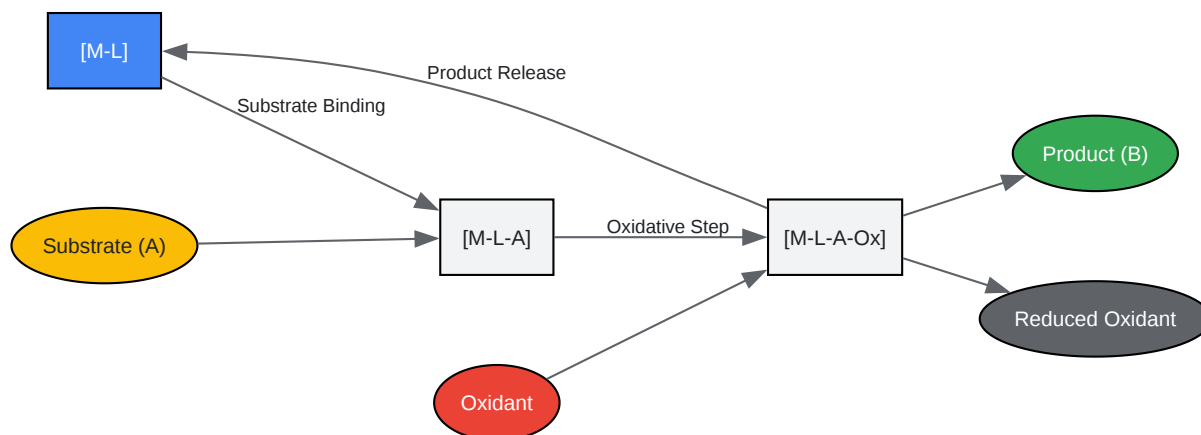 [M-L]
Product Release
Substrate Binding
Product (B)
Substrate (A)
[M-L-A]
Oxidative Step
[M-L-A-Ox]
Reduced Oxidant
Oxidant